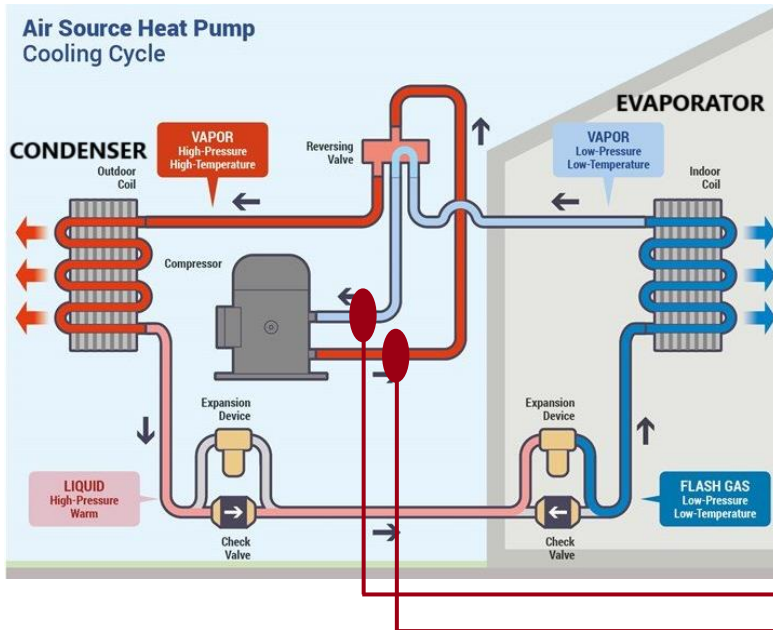 Air Source Heat Pump
Cooling Cycle
EVAPORATOR
CONDENSER
Outdoor
Coil
VAPOR
High-Pressure
High-Temperature
Reversing
Valve
VAPOR
Low-Pressure
Low-Temperature
Indoor
Coil
Compressor
Expansion
Device
Expansion
Device
LIQUID
High-Pressure
Warm
FLASH GAS
Low-Pressure
Low-Temperature
Check
Valve
Check
Valve